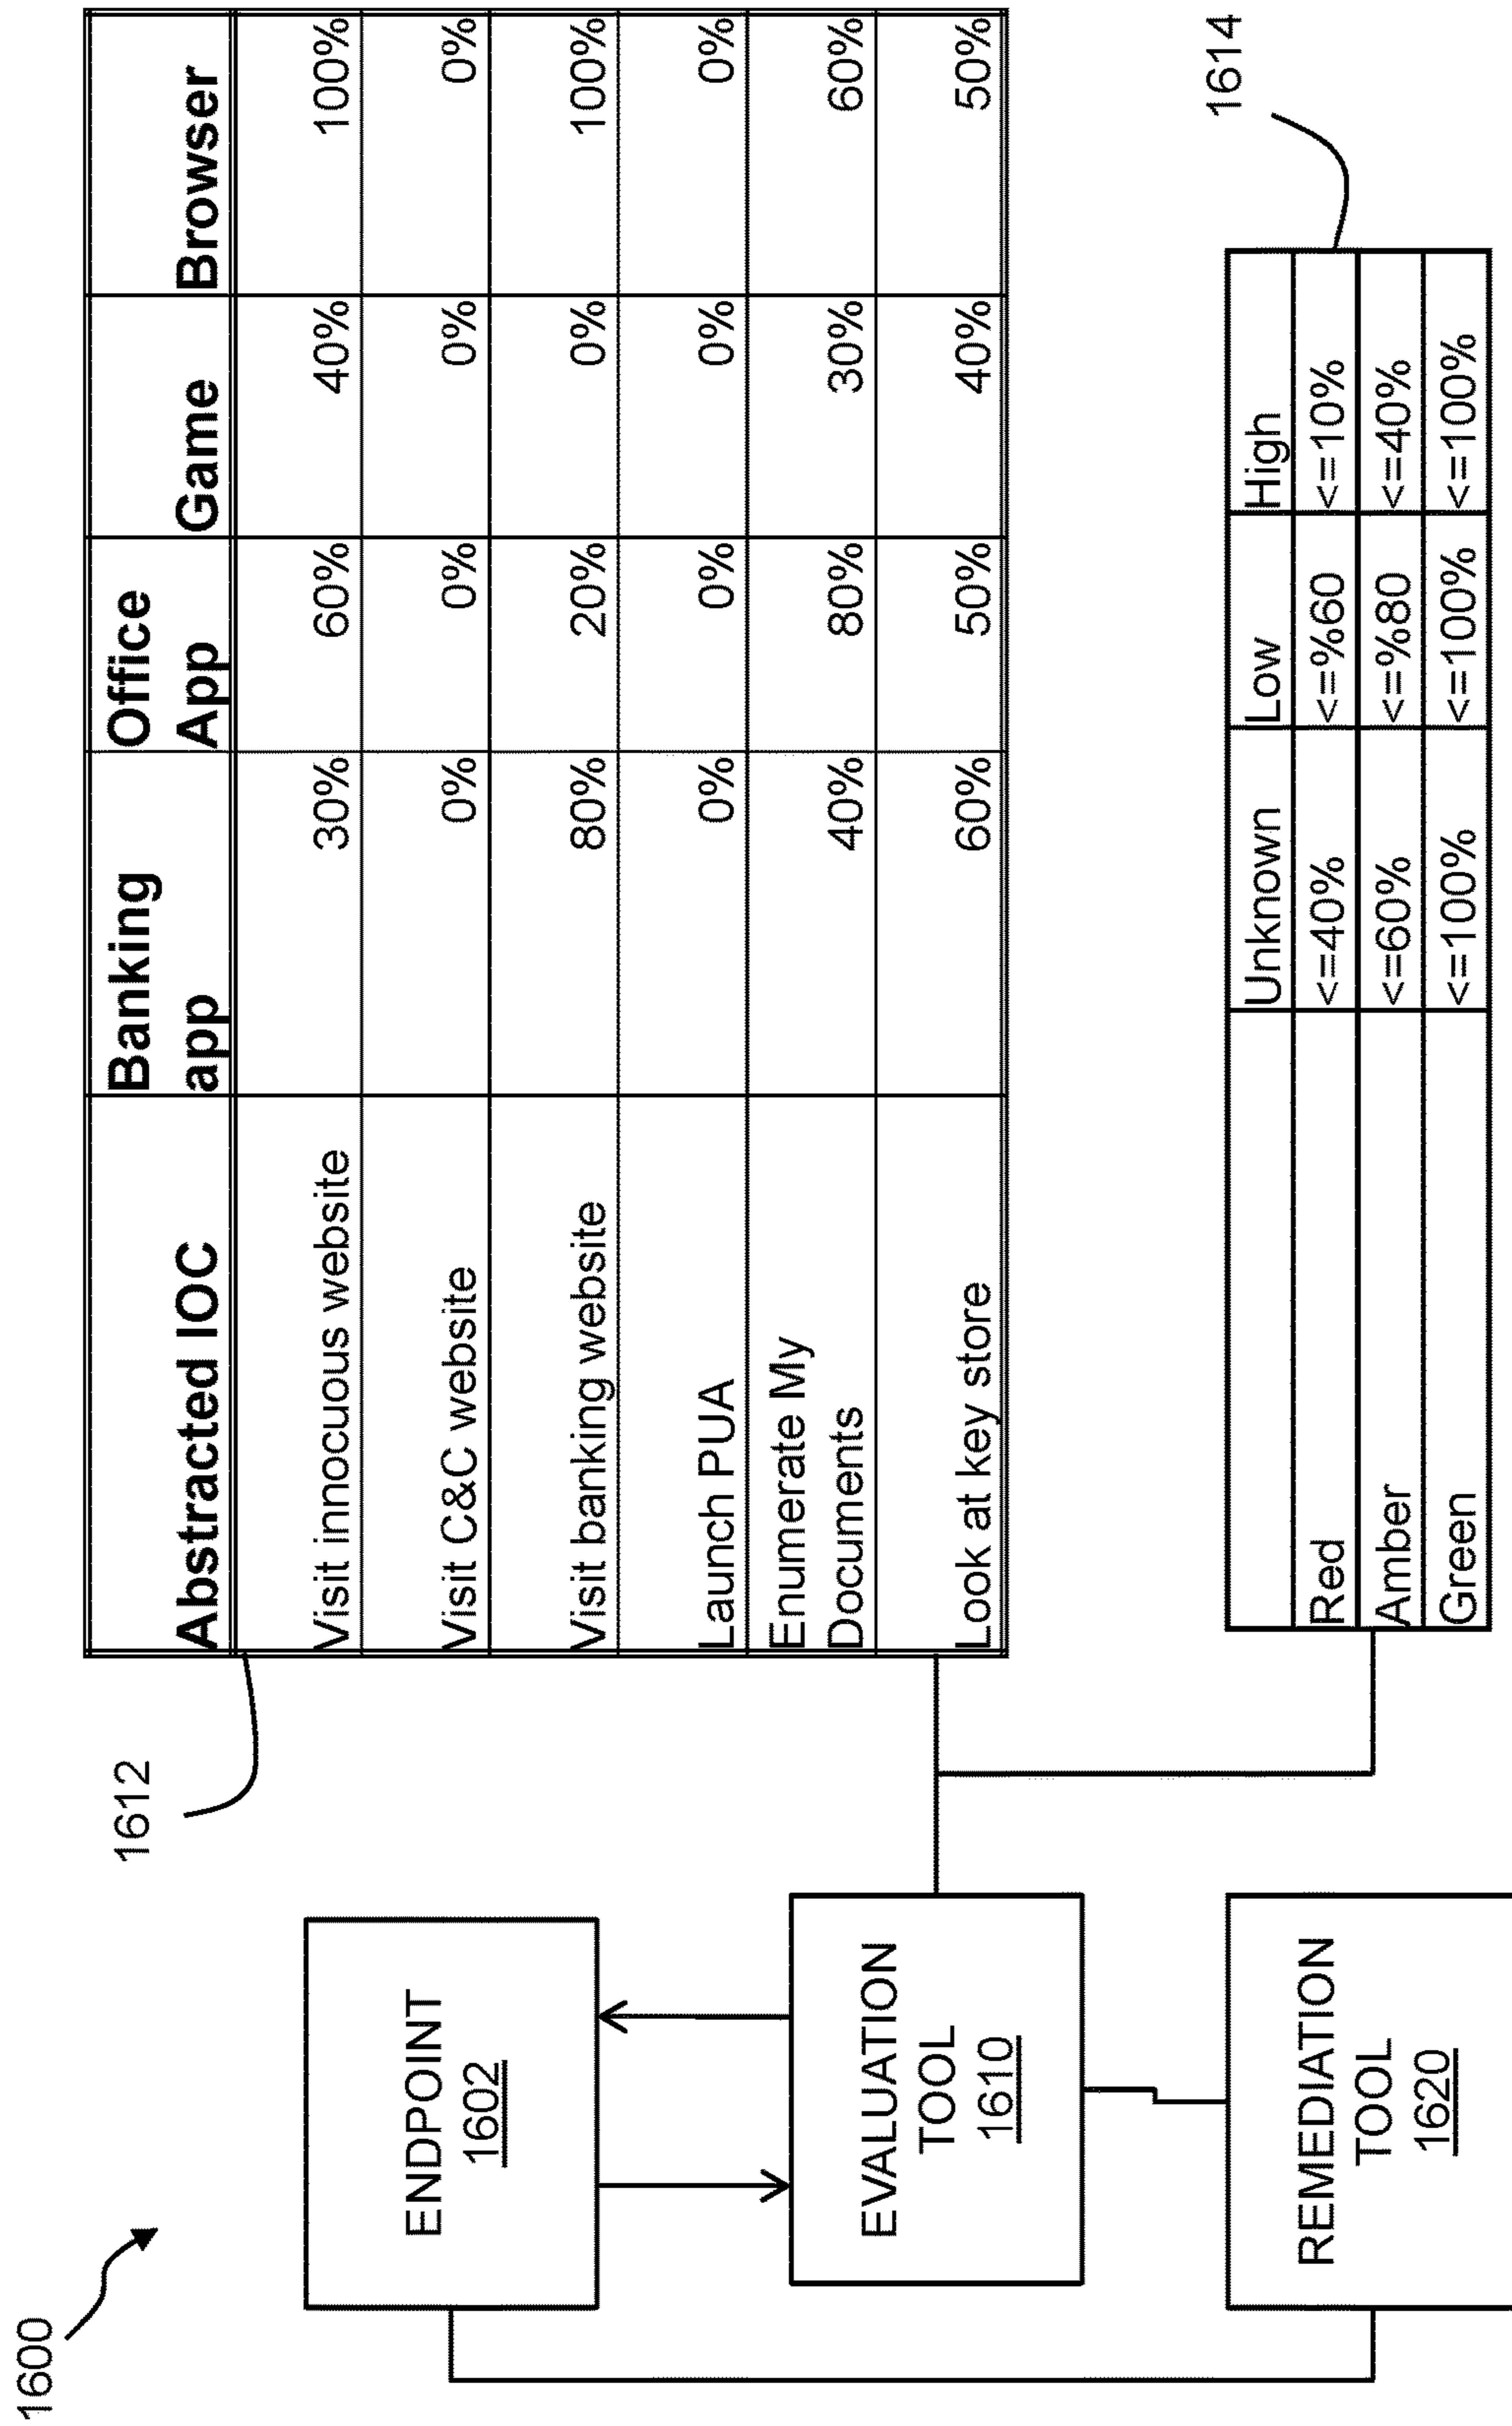 1600
ENDPOINT
1602
EVALUATION
TOOL
1610
REMEDIATION
TOOL
1620
1612
Abstracted IOC Banking app Office App Game Browser
Visit innocuous website 30% 60% 40% 100%
Visit C&C website 0% 0% 0% 0%
Visit banking website 80% 20% 0% 100%
Launch PUA 0% 0% 0% 0%
Enumerate My
Documents 40% 80% 30% 60%
Look at key store 60% 50% 40% 50%
1614
Unknown Low High
Red <=40% <=%60 <=10%
Amber <=60% <=%80 <=40%
Green <=100% <=100% <=100%